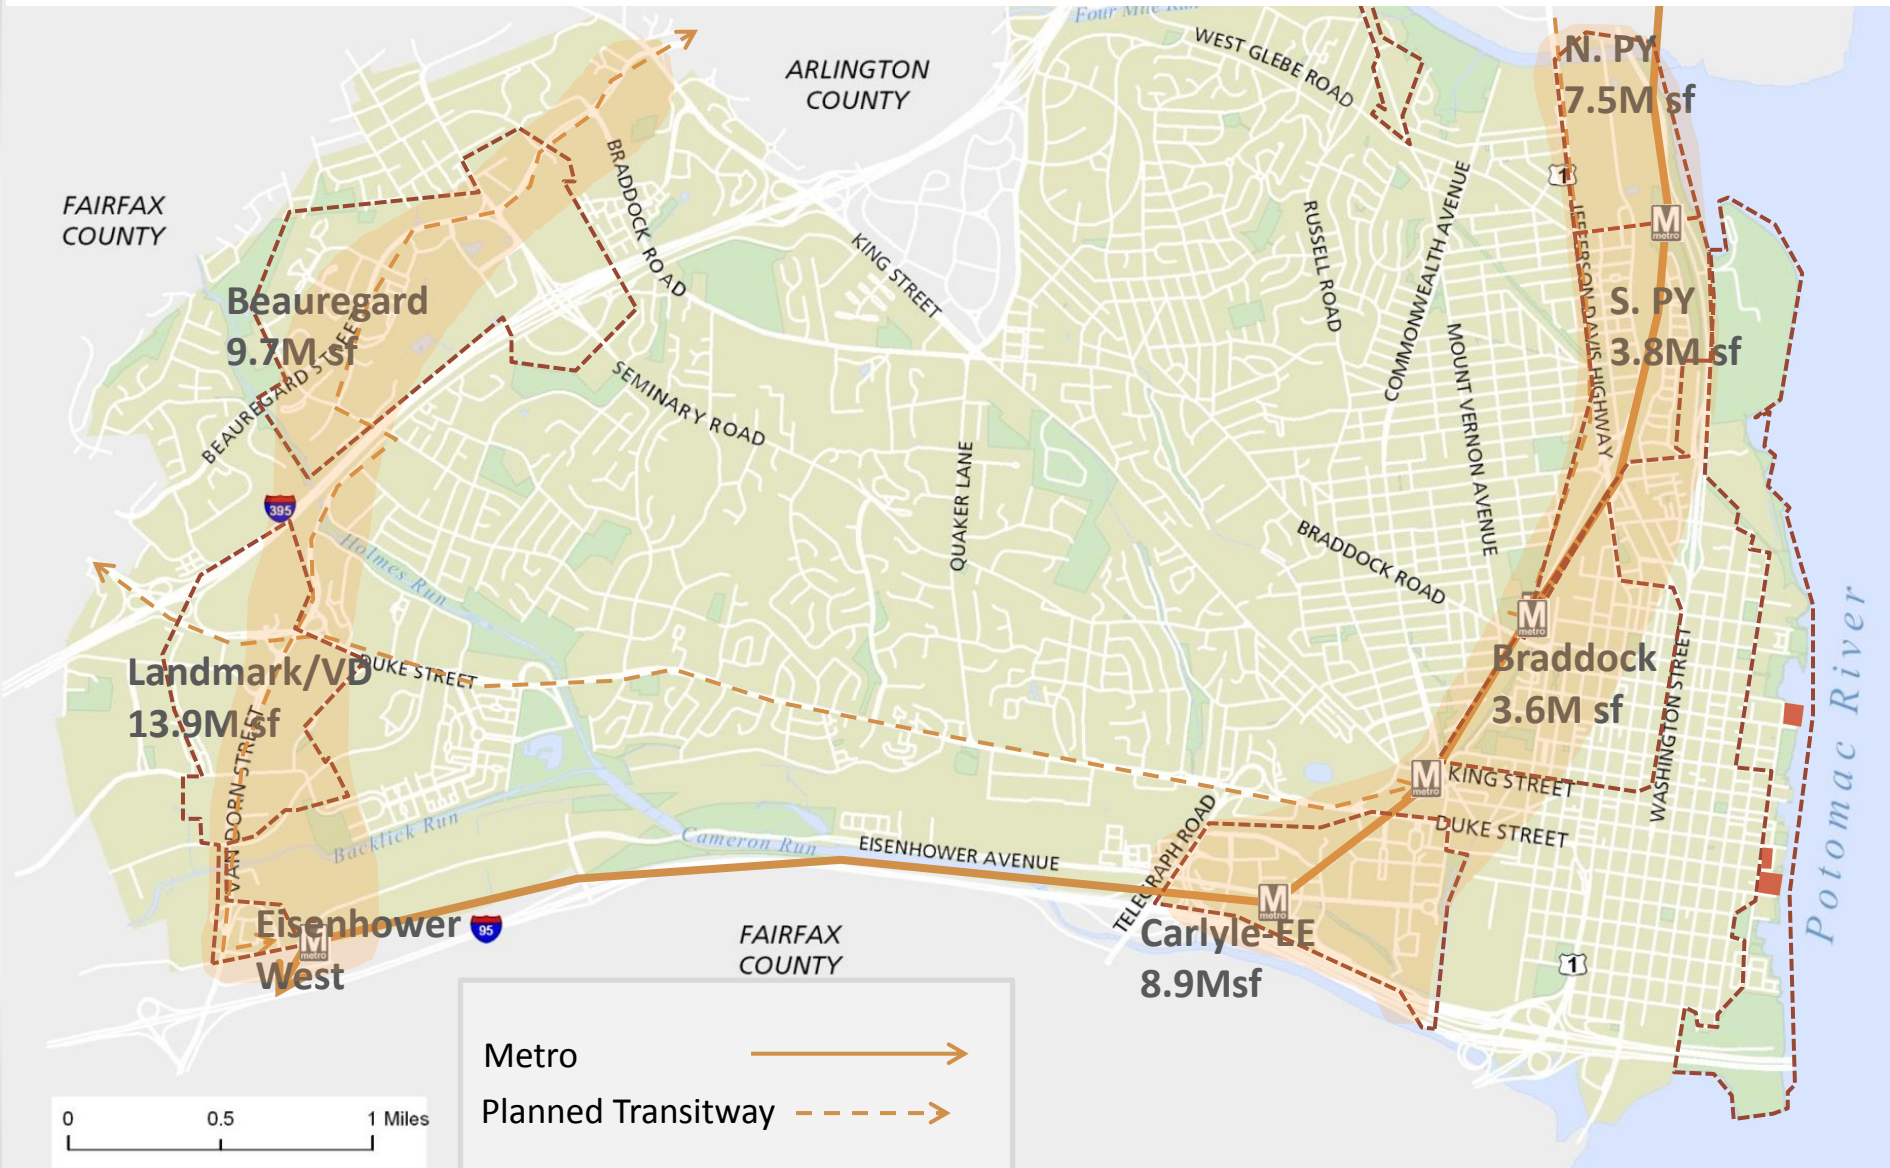 Four Mile Run
N. PY
7.5M sf
WEST GLEBE ROAD
ARLINGTON
COUNTY
BRADDOCK ROAD
1
FAIRFAX
COUNTY
JEFFERSON DAVIS HIGHWAY
M
metro
RUSSELL ROAD
COMMONWEALTH AVENUE
KING STREET
Beauregard
9.7M sf
S. PY
3.8M sf
BEAUREGARD STREET
SEMINARY ROAD
MOUNT VERNON AVENUE
QUAKER LANE
395
Holmes Run
BRADDOCK ROAD
M
metro
Landmark/VD
13.9M sf
DUKE STREET
Braddock
3.6M sf
WASHINGTON STREET
Potomac River
M
metro
KING STREET
VAN DORN STREET
Backlick Run
Cameron Run
EISENHOWER AVENUE
TELEGRAPH ROAD
DUKE STREET
Eisenhower
West
M
metro
95
FAIRFAX
COUNTY
M
metro
Carlyle-EE
8.9Msf
1
Metro
Planned Transitway
0 0.5 1 Miles